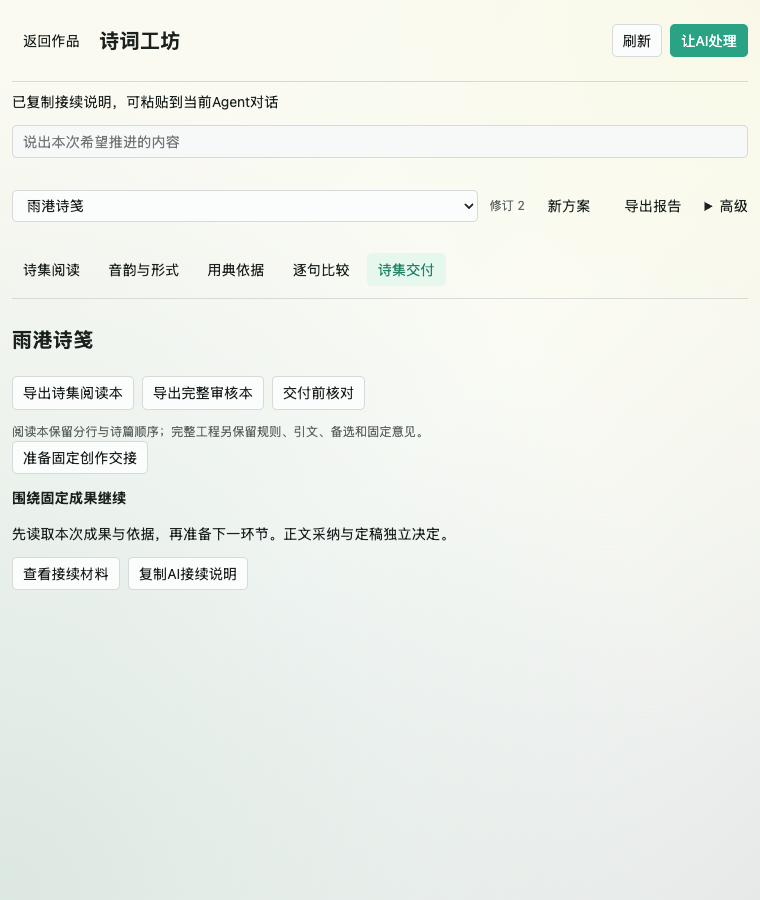 返回作品 诗词工坊 刷新 让AI处理
已复制接续说明，可粘贴到当前Agent对话
说出本次希望推进的内容
雨港诗笺 修订 2 新方案 导出报告 ▶ 高级
诗集阅读 音韵与形式 用典依据 逐句比较 诗集交付
雨港诗笺
导出诗集阅读本 导出完整审核本 交付前核对
阅读本保留分行与诗篇顺序；完整工程另保留规则、引文、备选和固定意见。
准备固定创作交接
围绕固定成果继续
先读取本次成果与依据，再准备下一环节。正文采纳与定稿独立决定。
查看接续材料 复制AI接续说明